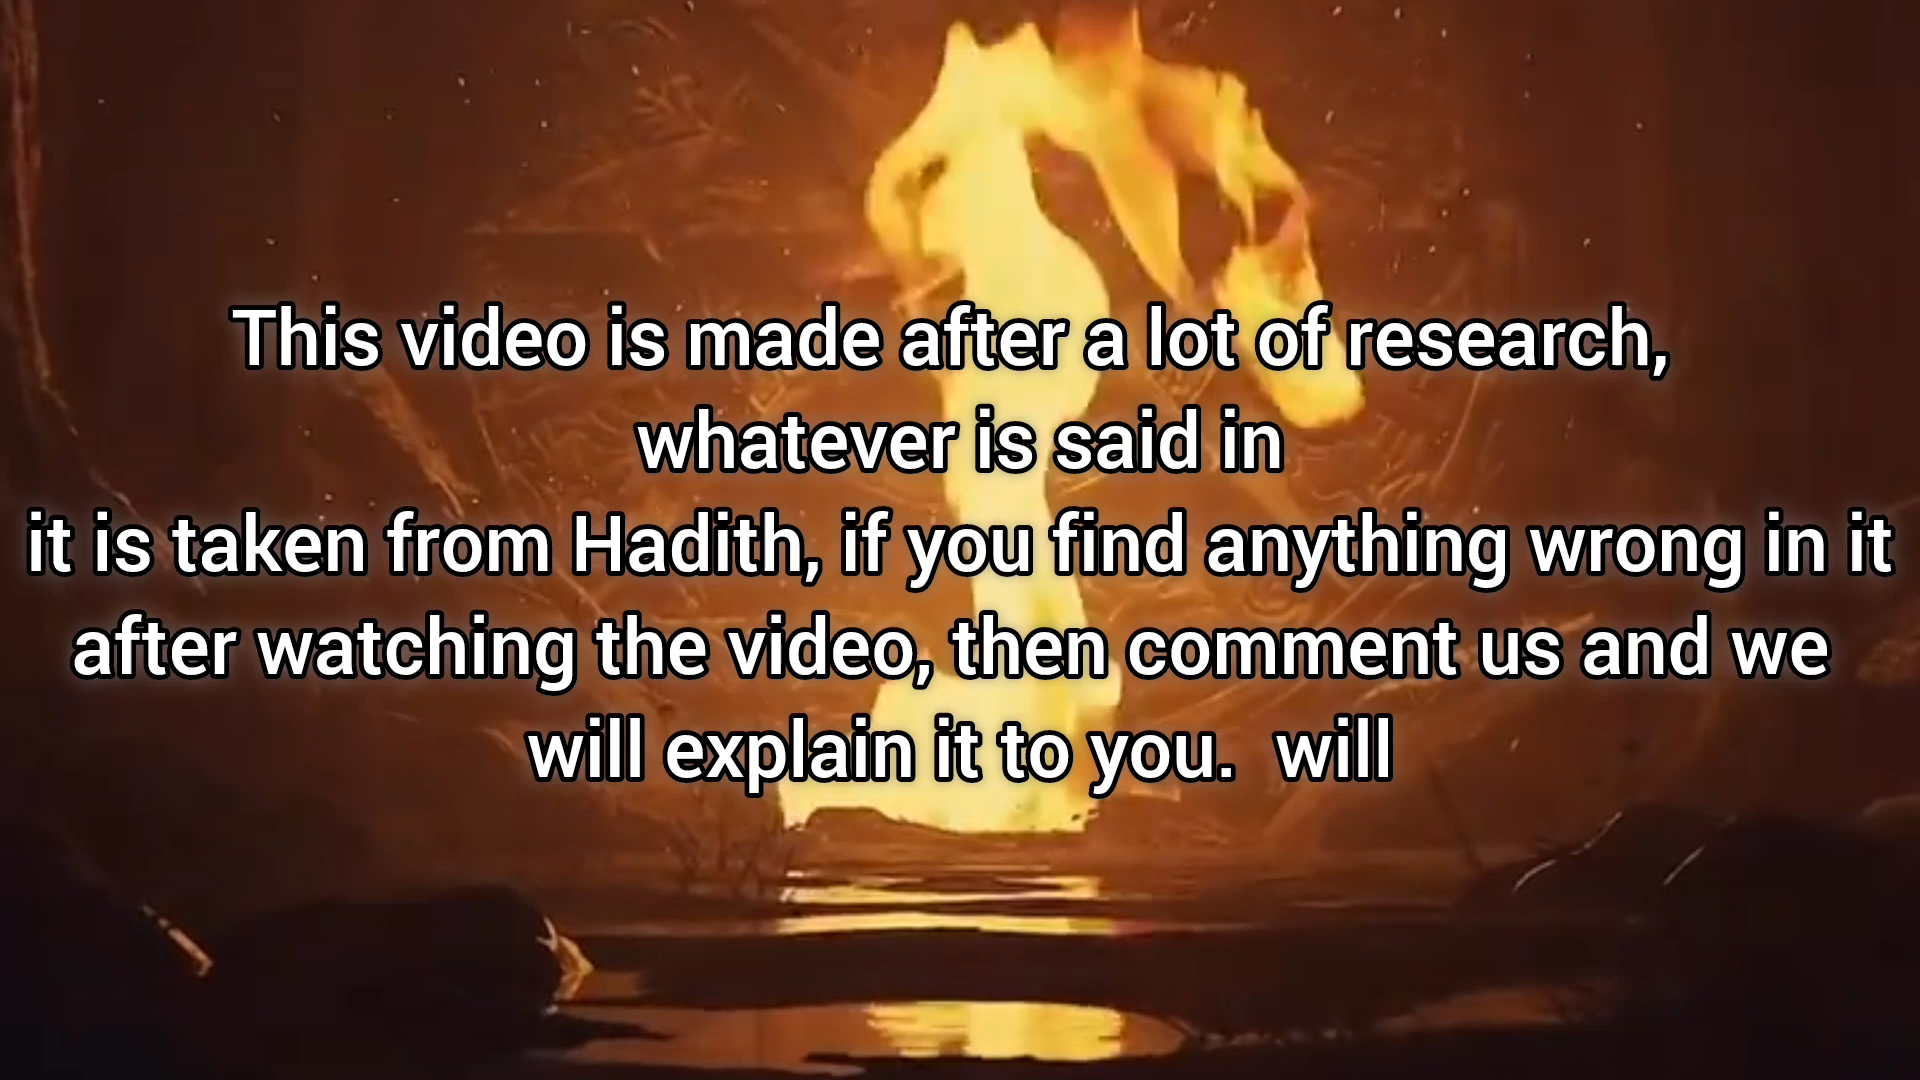 This video is made after a lot of research,
whatever is said in
it is taken from Hadith, if you find anything wrong in it
after watching the video, then comment us and we
will explain it to you.  will